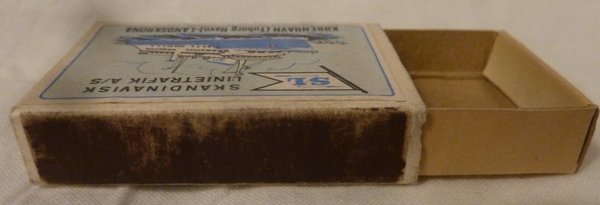 SL
SKANDINAVISK
LINIETRAFIK A/S
KØBENHAVN (Tuborg Havn)-LANDSKRONA